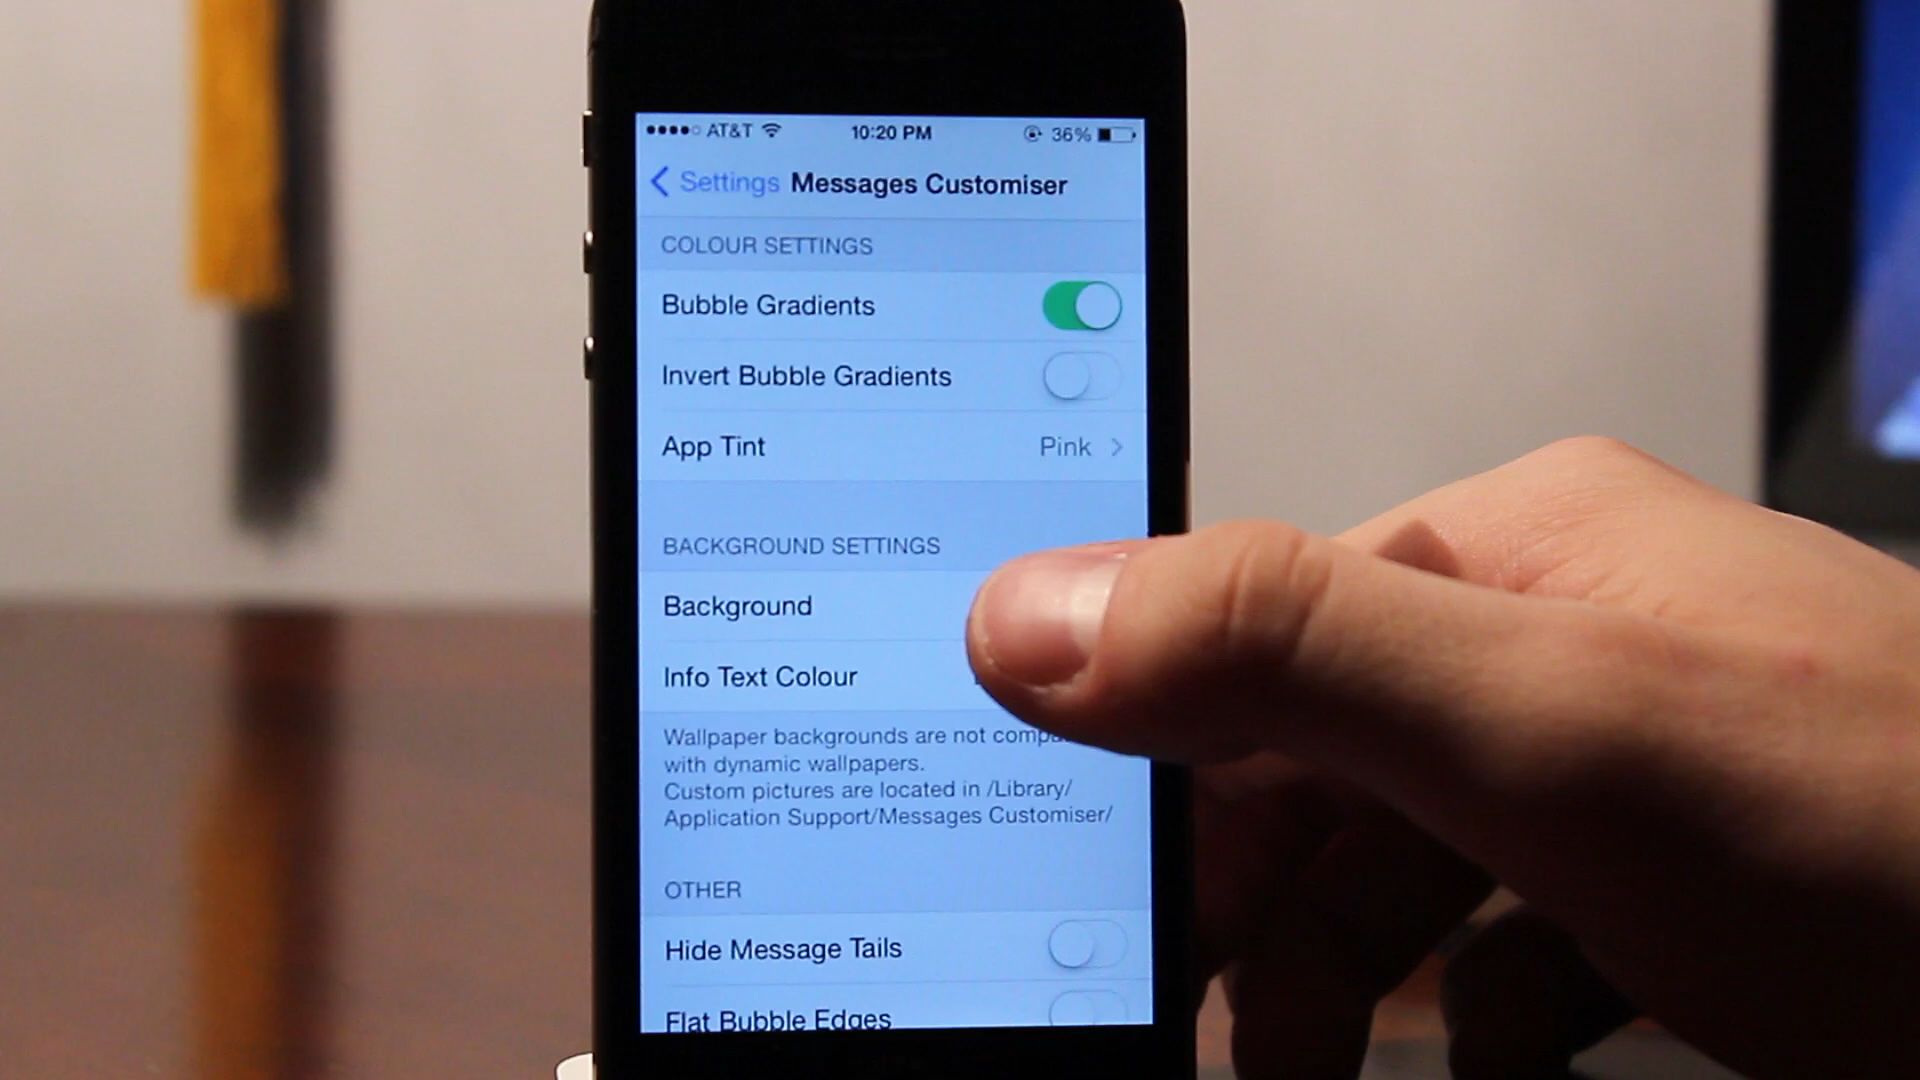 AT&T 10:20 PM 36%
Settings Messages Customiser
COLOUR SETTINGS
Bubble Gradients
Invert Bubble Gradients
App Tint Pink
BACKGROUND SETTINGS
Background
Info Text Colour
Wallpaper backgrounds are not
with dynamic wallpapers.
Custom pictures are located in /Library/
Application Support/Messages Customiser/
OTHER
Hide Message Tails
Flat Bubble Edges